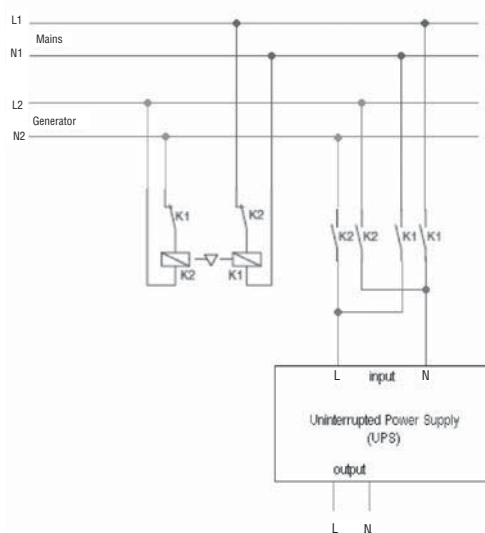 L1
Mains
N1
L2
Generator
N2
K1
K2
K2
K1
K2
K2
K1
K1
L
input
N
Uninterrupted Power Supply
(UPS)
output
L
N